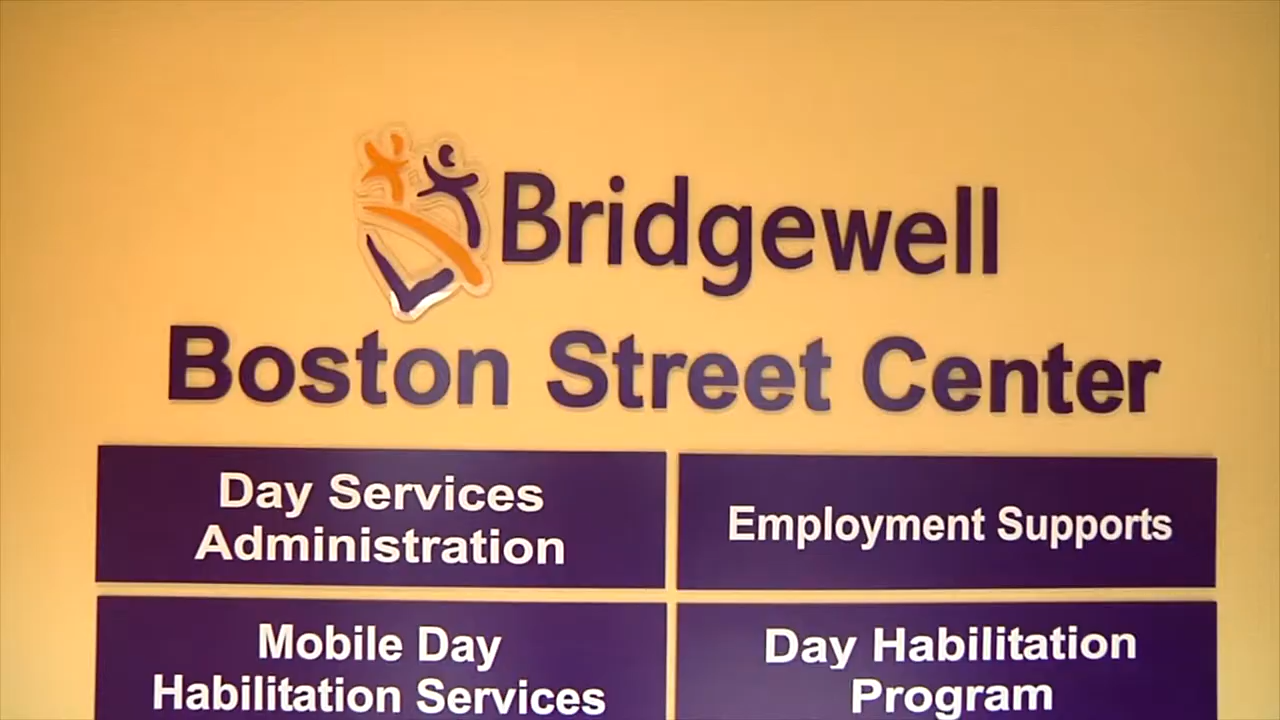 Bridgewell
Boston Street Center
Day Services
Administration
Employment Supports
Mobile Day
Habilitation Services
Day Habilitation
Program